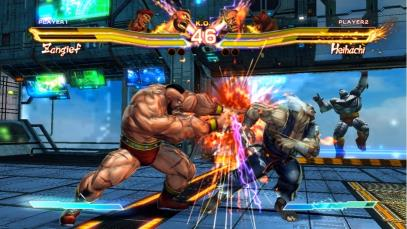 PLAYER1
PLAYER2
K.O.
46
Zangief
Heihachi